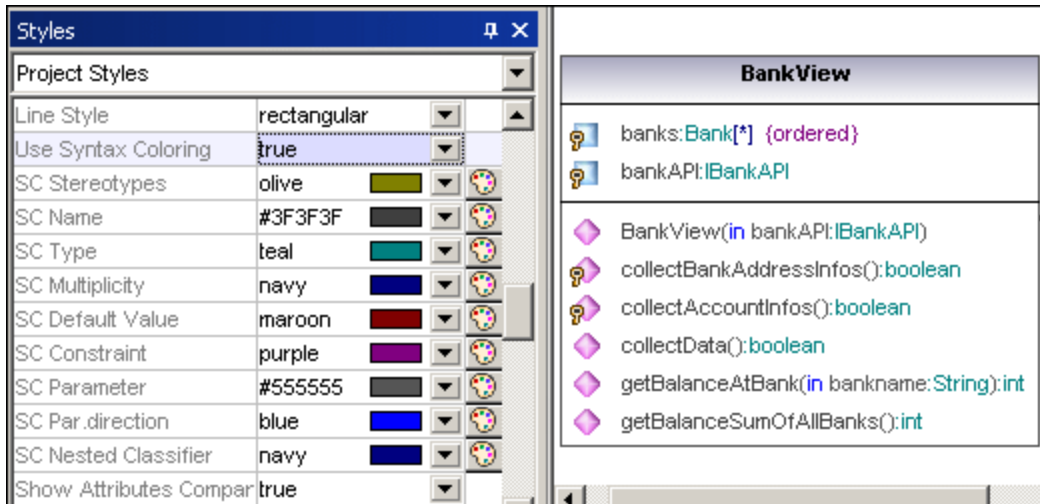 Styles
Project Styles
Line Style rectangular
Use Syntax Coloring true
SC Stereotypes olive
SC Name #3F3F3F
SC Type teal
SC Multiplicity navy
SC Default Value maroon
SC Constraint purple
SC Parameter #555555
SC Par.direction blue
SC Nested Classifier navy
Show Attributes Compar true
BankView
banks:Bank[*] {ordered}
bankAPI:IBankAPI
BankView(in bankAPI:IBankAPI)
collectBankAddressInfos():boolean
collectAccountInfos():boolean
collectData():boolean
getBalanceAtBank(in bankname:String):int
getBalanceSumOfAllBanks():int